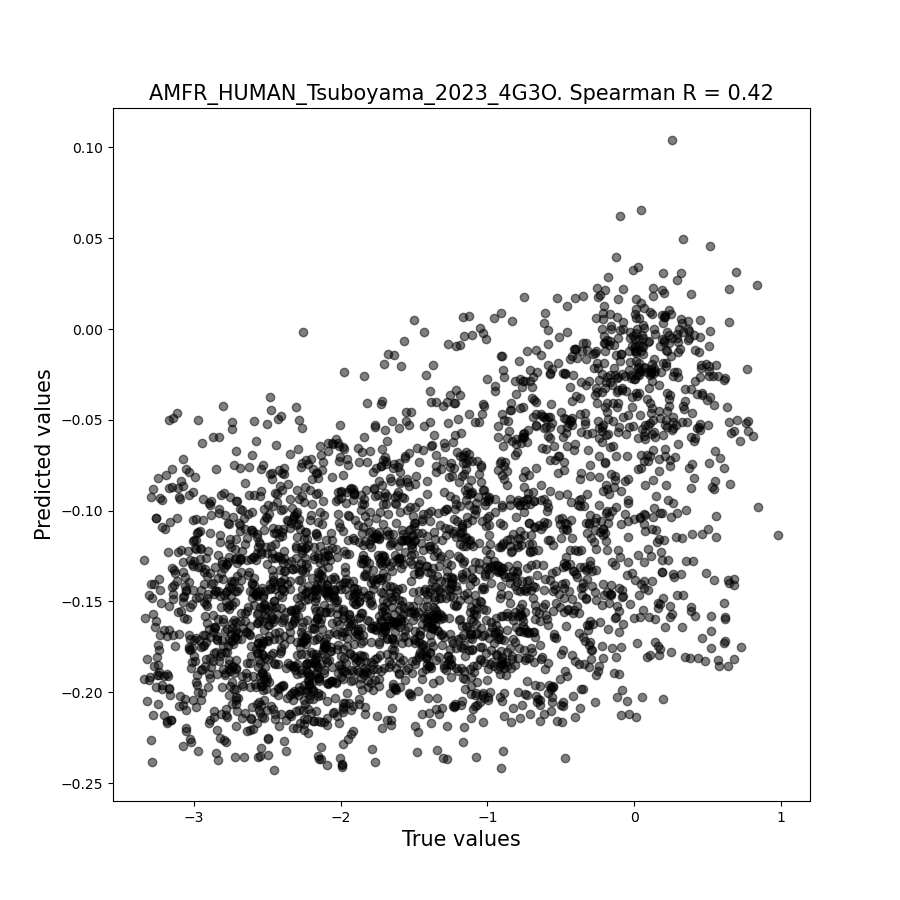 AMFR_HUMAN_Tsuboyama_2023_4G3O. Spearman R = 0.42
0.10
0.05
0.00
−0.05
−0.10
−0.15
−0.20
−0.25
Predicted values
−3 −2 −1 0 1
True values